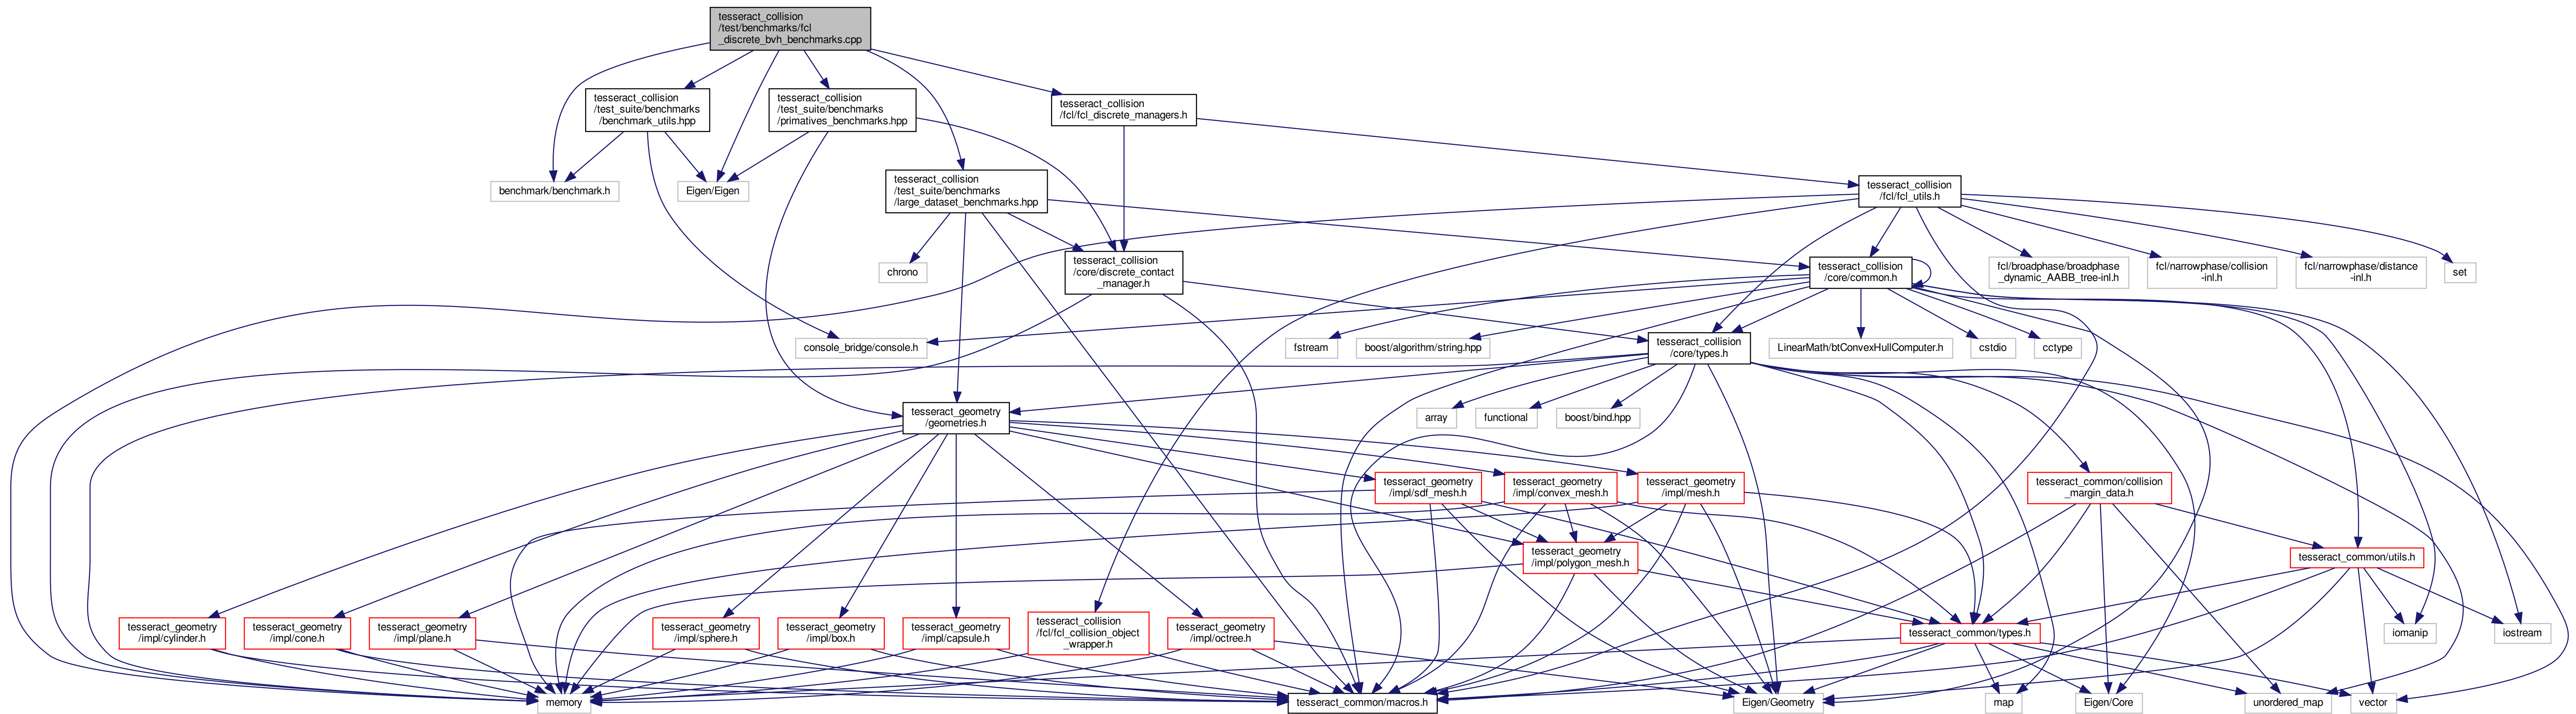 tesseract_collision
/test/benchmarks/fcl
_discrete_bvh_benchmarks.cpp
tesseract_collision
/test_suite/benchmarks
/benchmark_utils.hpp
tesseract_collision
/test_suite/benchmarks
/primatives_benchmarks.hpp
tesseract_collision
/fcl/fcl_discrete_managers.h
benchmark/benchmark.h
Eigen/Eigen
tesseract_collision
/test_suite/benchmarks
/large_dataset_benchmarks.hpp
tesseract_collision
/fcl/fcl_utils.h
chrono
tesseract_collision
/core/discrete_contact
_manager.h
tesseract_collision
/core/common.h
fcl/broadphase/broadphase
_dynamic_AABB_tree-inl.h
fcl/narrowphase/collision
-inl.h
fcl/narrowphase/distance
-inl.h
set
console_bridge/console.h
fstream
boost/algorithm/string.hpp
tesseract_collision
/core/types.h
LinearMath/btConvexHullComputer.h
cstdio
cctype
tesseract_geometry
/geometries.h
array
functional
boost/bind.hpp
tesseract_geometry
/impl/sdf_mesh.h
tesseract_geometry
/impl/convex_mesh.h
tesseract_geometry
/impl/mesh.h
tesseract_common/collision
_margin_data.h
tesseract_geometry
/impl/polygon_mesh.h
tesseract_common/utils.h
tesseract_geometry
/impl/cylinder.h
tesseract_geometry
/impl/cone.h
tesseract_geometry
/impl/plane.h
tesseract_geometry
/impl/sphere.h
tesseract_geometry
/impl/box.h
tesseract_geometry
/impl/capsule.h
tesseract_collision
/fcl/fcl_collision_object
_wrapper.h
tesseract_geometry
/impl/octree.h
tesseract_common/types.h
iomanip
iostream
memory
tesseract_common/macros.h
Eigen/Geometry
map
Eigen/Core
unordered_map
vector